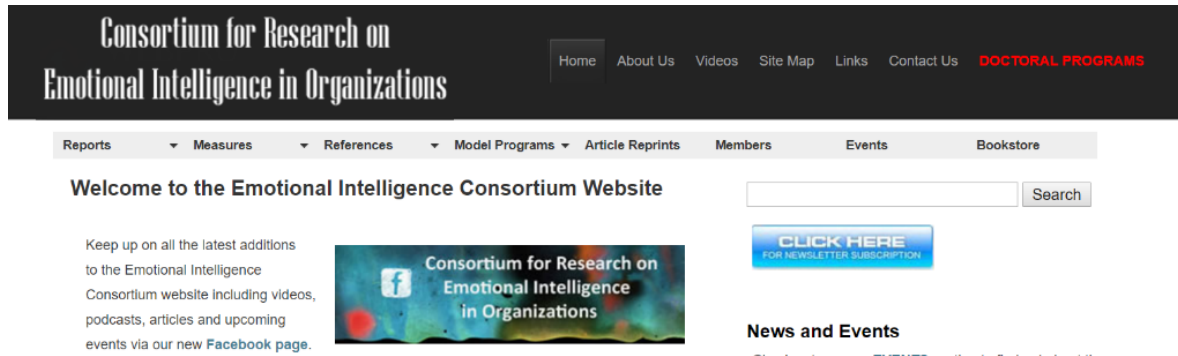 Consortium for Research on
Emotional Intelligence in Organizations
Home About Us Videos Site Map Links Contact Us DOCTORAL PROGRAMS
Reports Measures References Model Programs Article Reprints Members Events Bookstore
Welcome to the Emotional Intelligence Consortium Website
Search
Keep up on all the latest additions
to the Emotional Intelligence
Consortium website including videos,
podcasts, articles and upcoming
events via our new Facebook page.
f
Consortium for Research on
Emotional Intelligence
in Organizations
CLICK HERE
FOR NEWSLETTER SUBSCRIPTION
News and Events